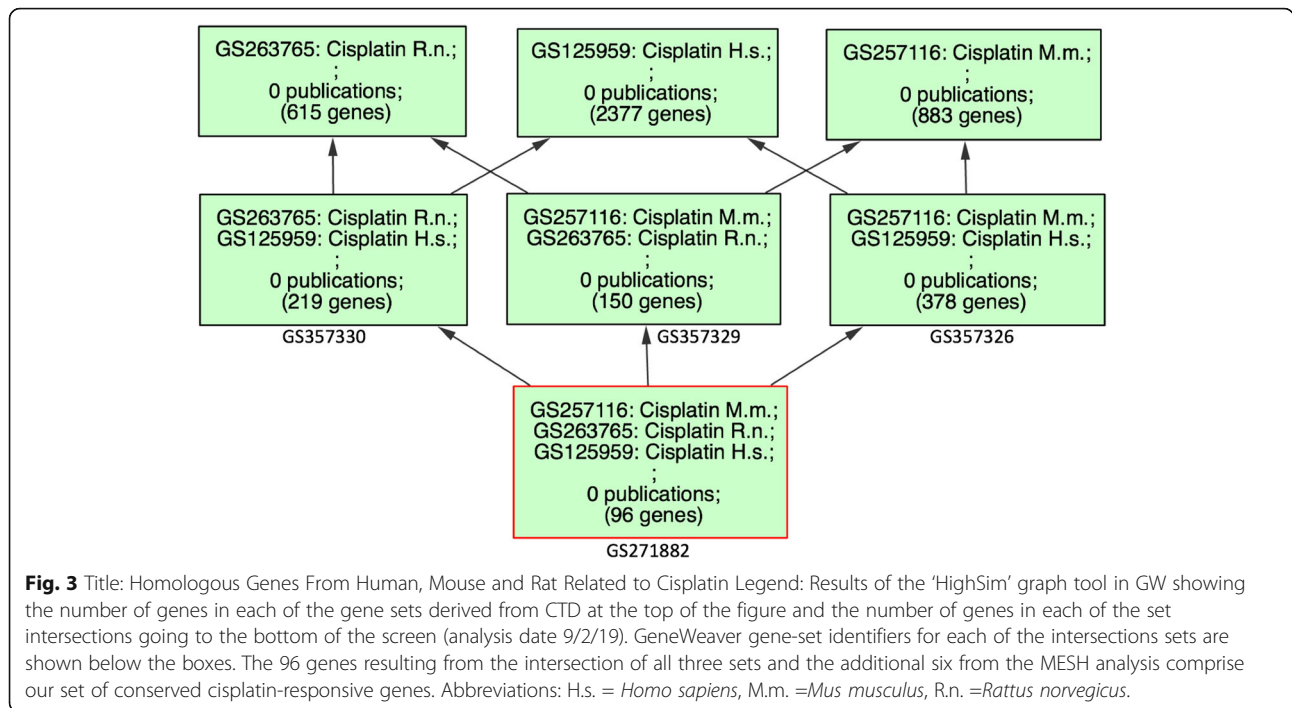 GS263765: Cisplatin R.n.;
;
0 publications;
(615 genes)
GS125959: Cisplatin H.s.;
;
0 publications;
(2377 genes)
GS257116: Cisplatin M.m.;
;
0 publications;
(883 genes)
GS263765: Cisplatin R.n.;
GS125959: Cisplatin H.s.;
;
0 publications;
(219 genes)
GS357330
GS257116: Cisplatin M.m.;
GS263765: Cisplatin R.n.;
;
0 publications;
(150 genes)
GS357329
GS257116: Cisplatin M.m.;
GS125959: Cisplatin H.s.;
;
0 publications;
(378 genes)
GS357326
GS257116: Cisplatin M.m.;
GS263765: Cisplatin R.n.;
GS125959: Cisplatin H.s.;
;
0 publications;
(96 genes)
GS271882
Fig. 3 Title: Homologous Genes From Human, Mouse and Rat Related to Cisplatin Legend: Results of the ‘HighSim’ graph tool in GW showing
the number of genes in each of the gene sets derived from CTD at the top of the figure and the number of genes in each of the set
intersections going to the bottom of the screen (analysis date 9/2/19). GeneWeaver gene-set identifiers for each of the intersections sets are
shown below the boxes. The 96 genes resulting from the intersection of all three sets and the additional six from the MESH analysis comprise
our set of conserved cisplatin-responsive genes. Abbreviations: H.s. = Homo sapiens, M.m. =Mus musculus, R.n. =Rattus norvegicus.